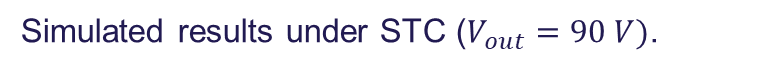 Simulated results under STC (V_out = 90 V).